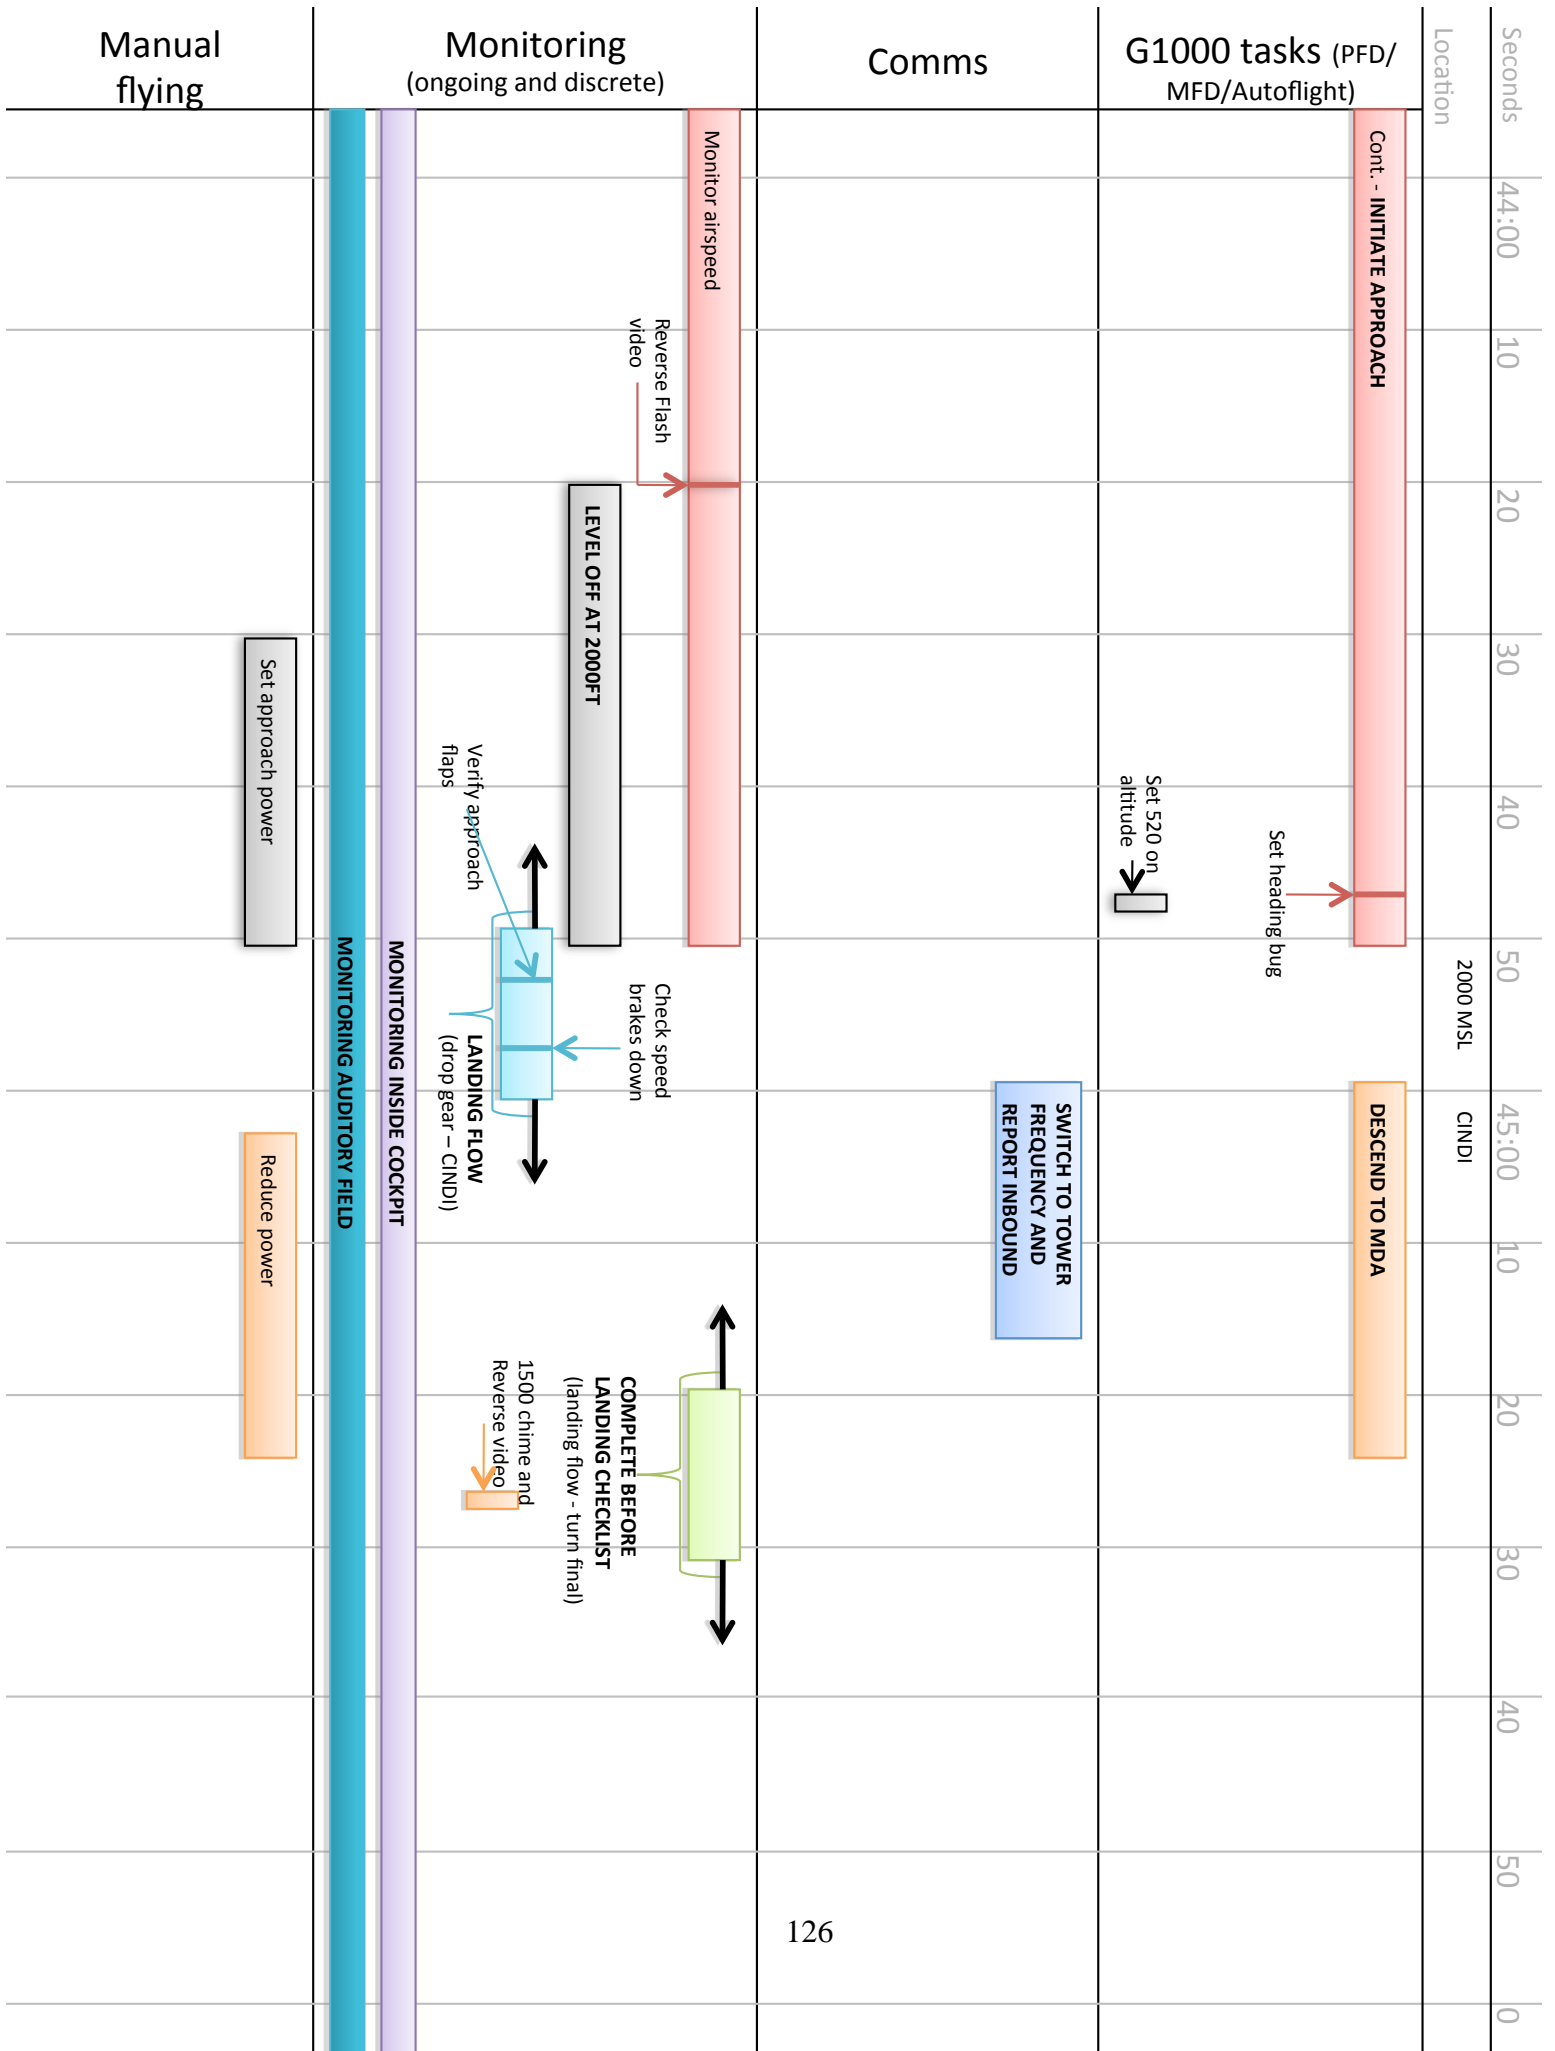 Manual
flying
Monitoring
(ongoing and discrete)
Comms
G1000 tasks (PFD/
MFD/Autoflight)
Location
Seconds
44:00
10
20
30
40
50
45:00
10
20
30
40
50
0
2000 MSL
CINDI
Cont. - INITIATE APPROACH
Set heading bug
Set 520 on
altitude
DESCEND TO MDA
SWITCH TO TOWER
FREQUENCY AND
REPORT INBOUND
Monitor airspeed
Reverse Flash
video
LEVEL OFF AT 2000FT
Verify approach
flaps
Check speed
brakes down
LANDING FLOW
(drop gear – CINDI)
COMPLETE BEFORE
LANDING CHECKLIST
(landing flow - turn final)
1500 chime and
Reverse video
MONITORING INSIDE COCKPIT
MONITORING AUDITORY FIELD
Set approach power
Reduce power
126